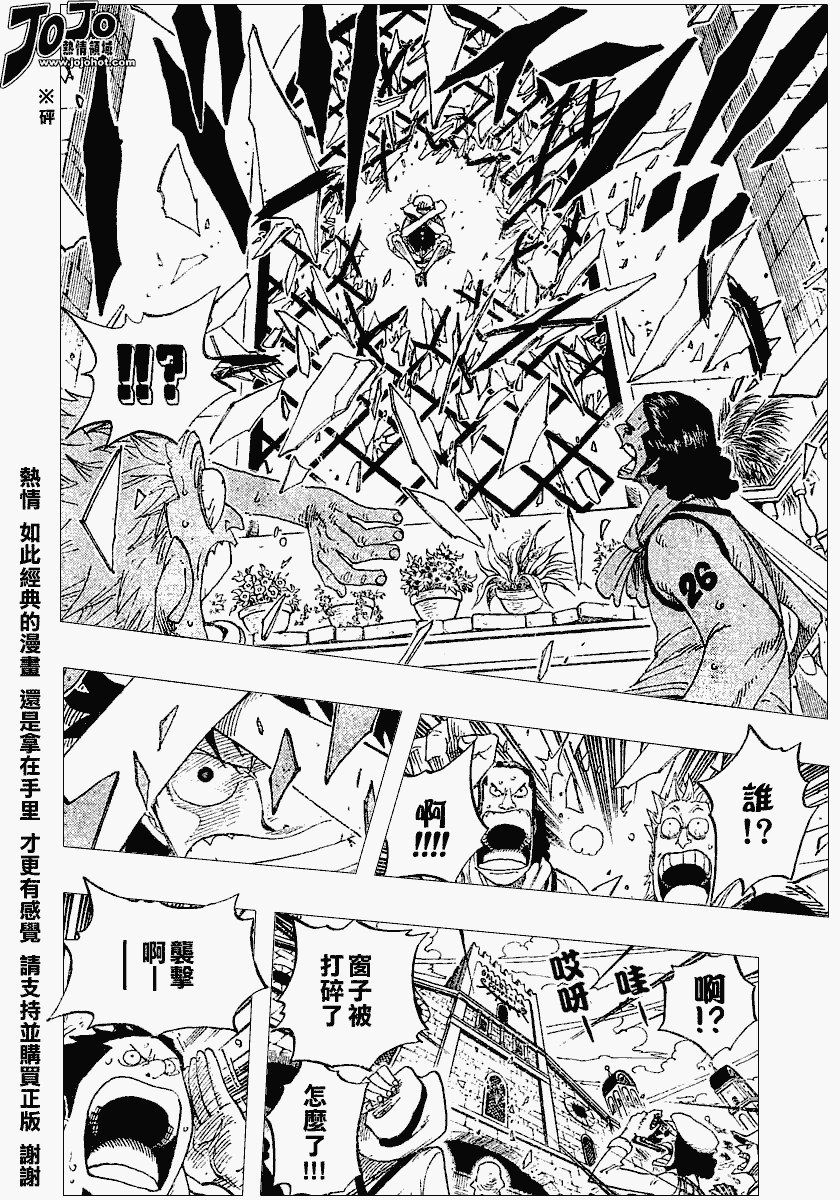 JOJO
熱情領域
www.jojohot.com
※砰
!!?
26
誰!?
啊!!!!
啊!?
哇—
哎呀—
窗子被
打碎了
怎麼了!!!
襲擊
—啊—
熱情 如此經典的漫畫 還是拿在手里 才更有感覺 請支持並購買正版 謝謝